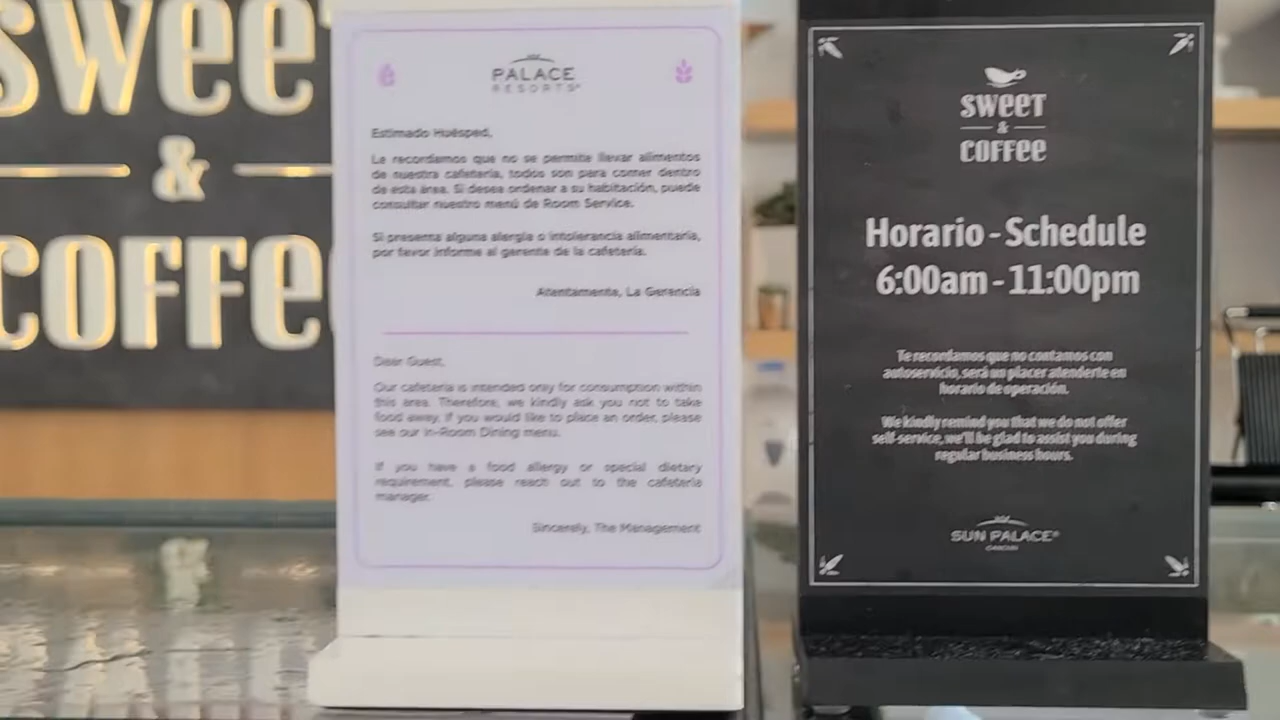 sweet
&
coffee
PALACE
RESORTS®
Estimado Huésped,
Le recordamos que no se permite llevar alimentos
de nuestra cafetería, todos son para comer dentro
de esta área. Si desea ordenar a su habitación, puede
consultar nuestro menú de Room Service.
Si presenta alguna alergia o intolerancia alimentaria,
por favor informe al gerente de la cafetería.
Atentamente, La Gerencia
Dear Guest,
Our cafeteria is intended only for consumption within
this area. Therefore, we kindly ask you not to take
food away. If you would like to place an order, please
see our In-Room Dining menu.
If you have a food allergy or special dietary
requirement, please reach out to the cafeteria
manager.
Sincerely, The Management
sweet
&
coffee
Horario - Schedule
6:00am - 11:00pm
Te recordamos que no contamos con
autoservicio, será un placer atenderte en
horario de operación.
We kindly remind you that we do not offer
self-service, we'll be glad to assist you during
regular business hours.
SUN PALACE®
CANCUN